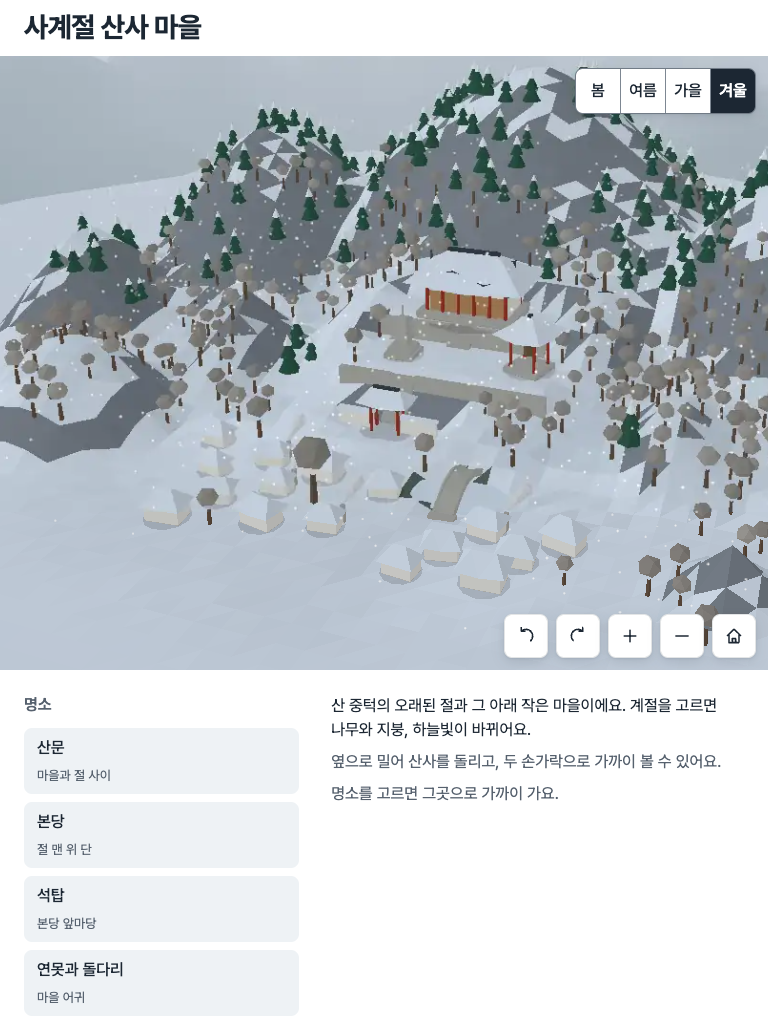 사계절 산사 마을
봄 여름 가을 겨울
명소
산문
마을과 절 사이
본당
절 맨 위 단
석탑
본당 앞마당
연못과 돌다리
마을 어귀
산 중턱의 오래된 절과 그 아래 작은 마을이에요. 계절을 고르면
나무와 지붕, 하늘빛이 바뀌어요.
옆으로 밀어 산사를 돌리고, 두 손가락으로 가까이 볼 수 있어요.
명소를 고르면 그곳으로 가까이 가요.